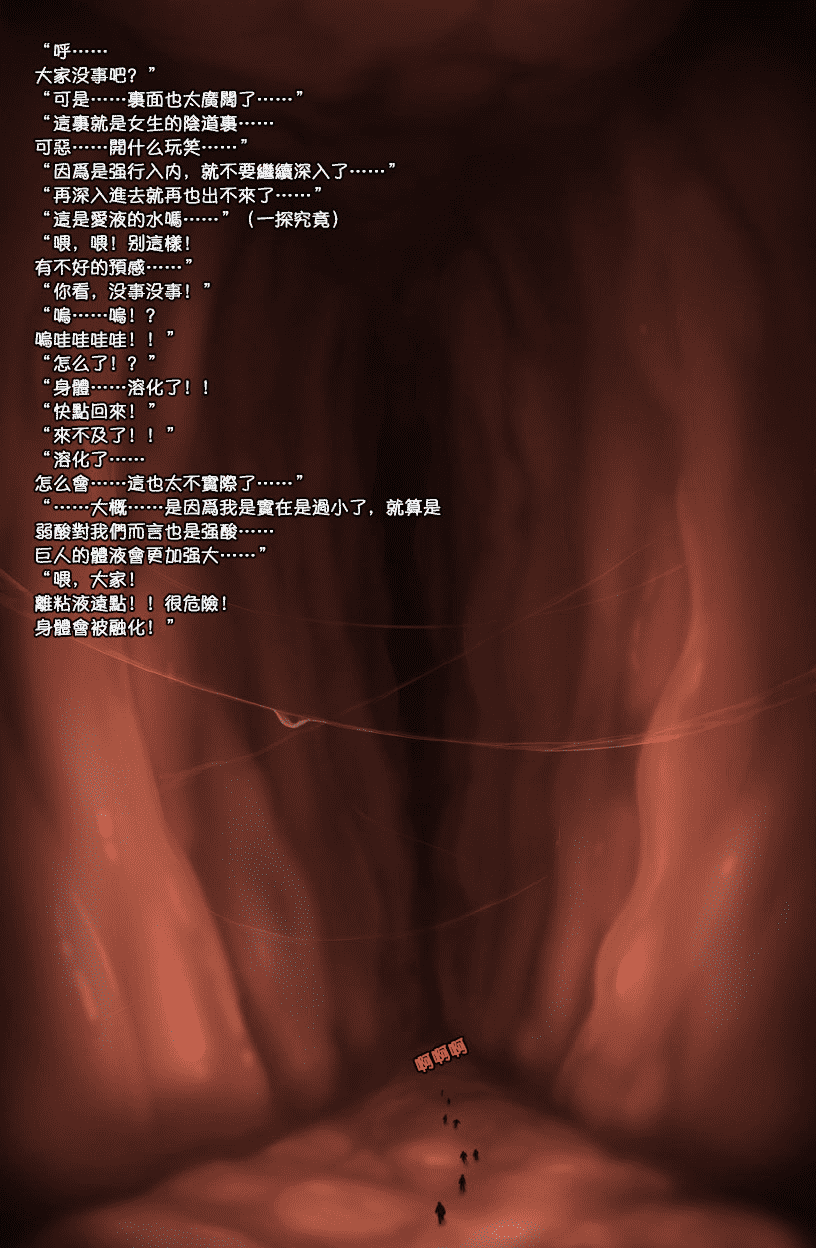 “呼……
大家没事吧？”
“可是……裏面也太廣闊了……”
“這裏就是女生的陰道裏……
可惡……開什么玩笑……”
“因爲是强行入内，就不要繼續深入了……”
“再深入進去就再也出不來了……”
“這是愛液的水嗎……”（一探究竟）
“喂，喂！别這樣！
有不好的預感……”
“你看，没事没事！”
“嗚……嗚！？
嗚哇哇哇哇！！”
“怎么了！？”
“身體……溶化了！！
“快點回來！”
“來不及了！！”
“溶化了……
怎么會……這也太不實際了……”
“……大概……是因爲我是實在是過小了，就算是
弱酸對我們而言也是强酸……
巨人的體液會更加强大……”
“喂，大家！
離粘液遠點！！很危險！
身體會被融化！”
啊啊啊